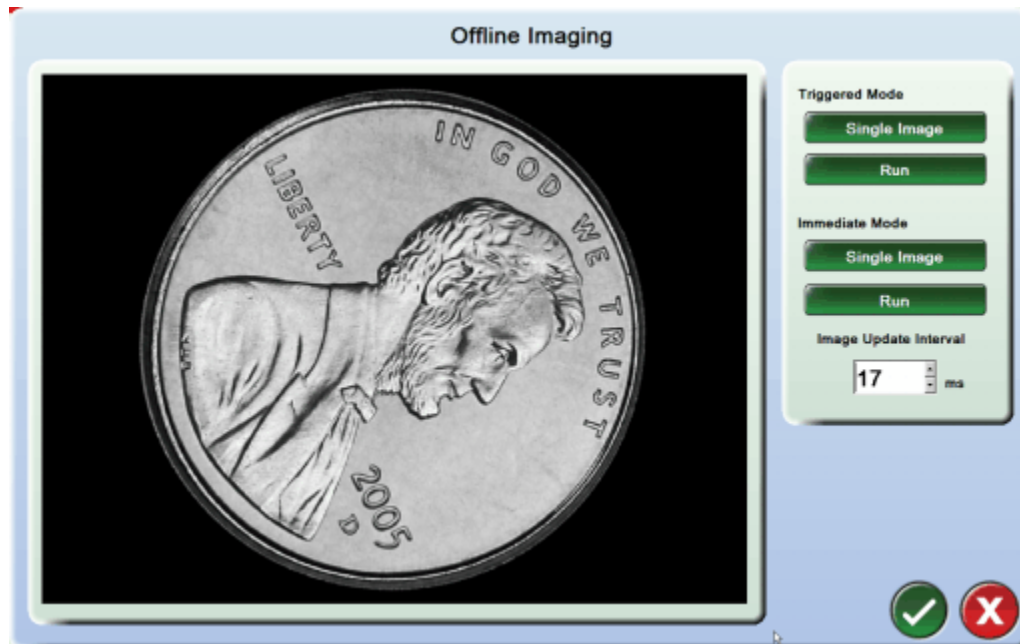 Offline Imaging
IN GOD WE TRUST
LIBERTY
2005
D
Triggered Mode
Single Image
Run
Immediate Mode
Single Image
Run
Image Update Interval
17 ms